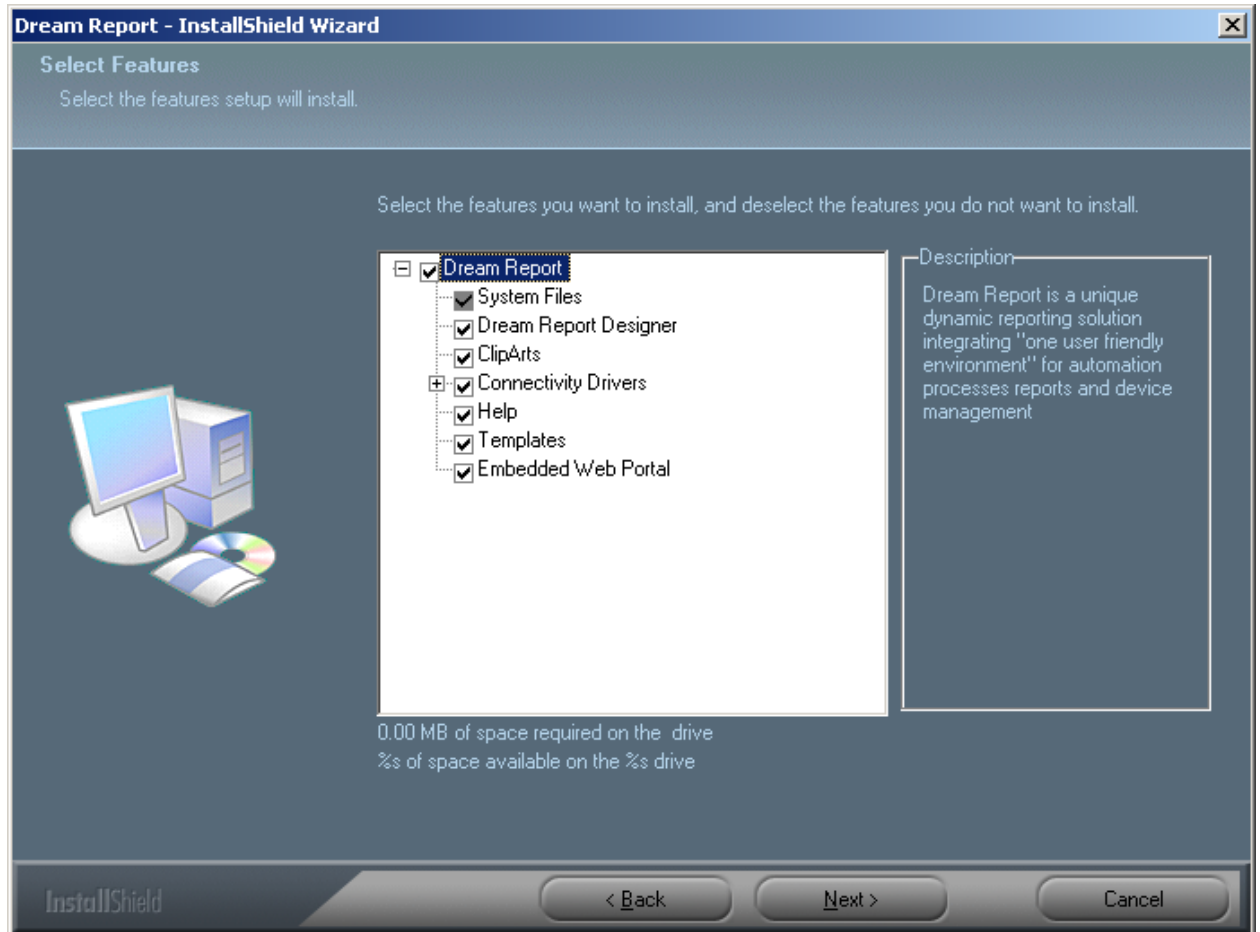 Dream Report - InstallShield Wizard
Select Features
Select the features setup will install.
Select the features you want to install, and deselect the features you do not want to install.
Dream Report
System Files
Dream Report Designer
ClipArts
Connectivity Drivers
Help
Templates
Embedded Web Portal
Description
Dream Report is a unique
dynamic reporting solution
integrating "one user friendly
environment" for automation
processes reports and device
management
0.00 MB of space required on the  drive
%s of space available on the %s drive
InstallShield
< Back
Next >
Cancel